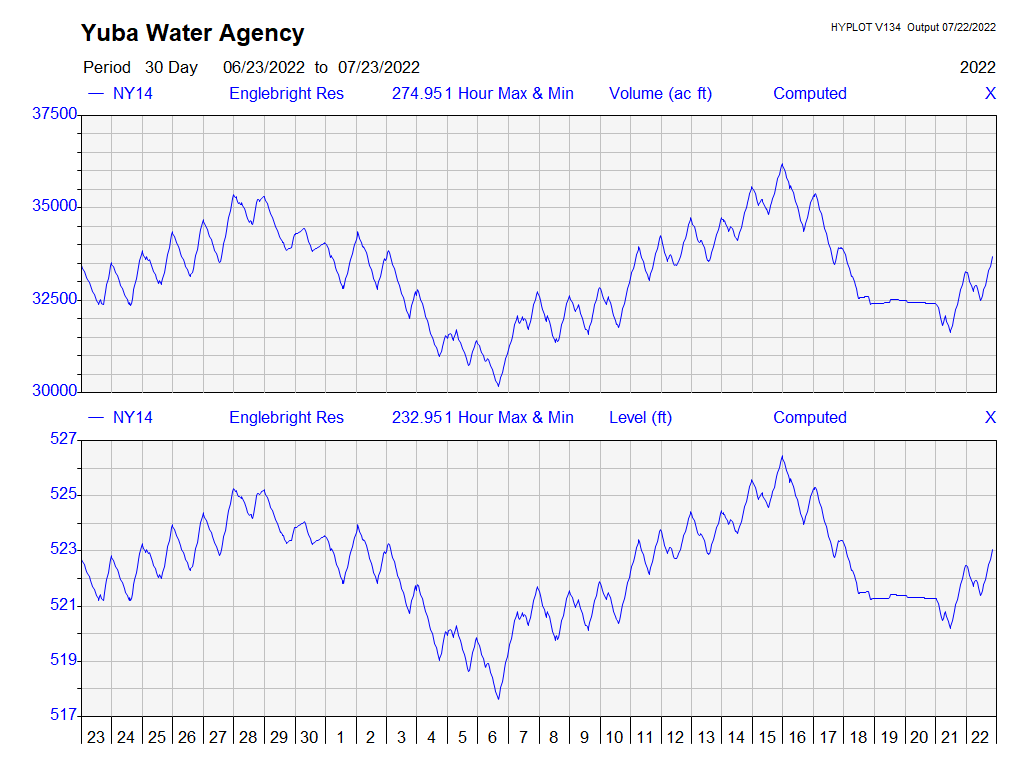 Yuba Water Agency
HYPLOT V134 Output 07/22/2022
Period 30 Day 06/23/2022 to 07/23/2022 2022
NY14 Englebright Res 274.951 Hour Max & Min Volume (ac ft) Computed X
37500
35000
32500
30000
NY14 Englebright Res 232.951 Hour Max & Min Level (ft) Computed X
527
525
523
521
519
517
23 24 25 26 27 28 29 30 1 2 3 4 5 6 7 8 9 10 11 12 13 14 15 16 17 18 19 20 21 22